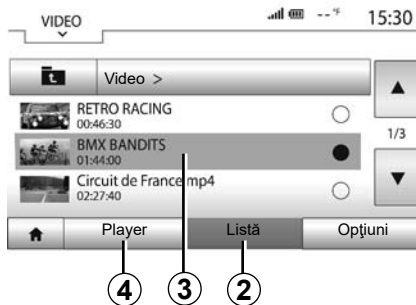 VIDEO --°F 15:30
Video >
RETRO RACING
00:46:30
BMX BANDITS
01:44:00
1/3
Circuit de France mp4
02:27:40
Player Listă Opţiuni
4 3 2